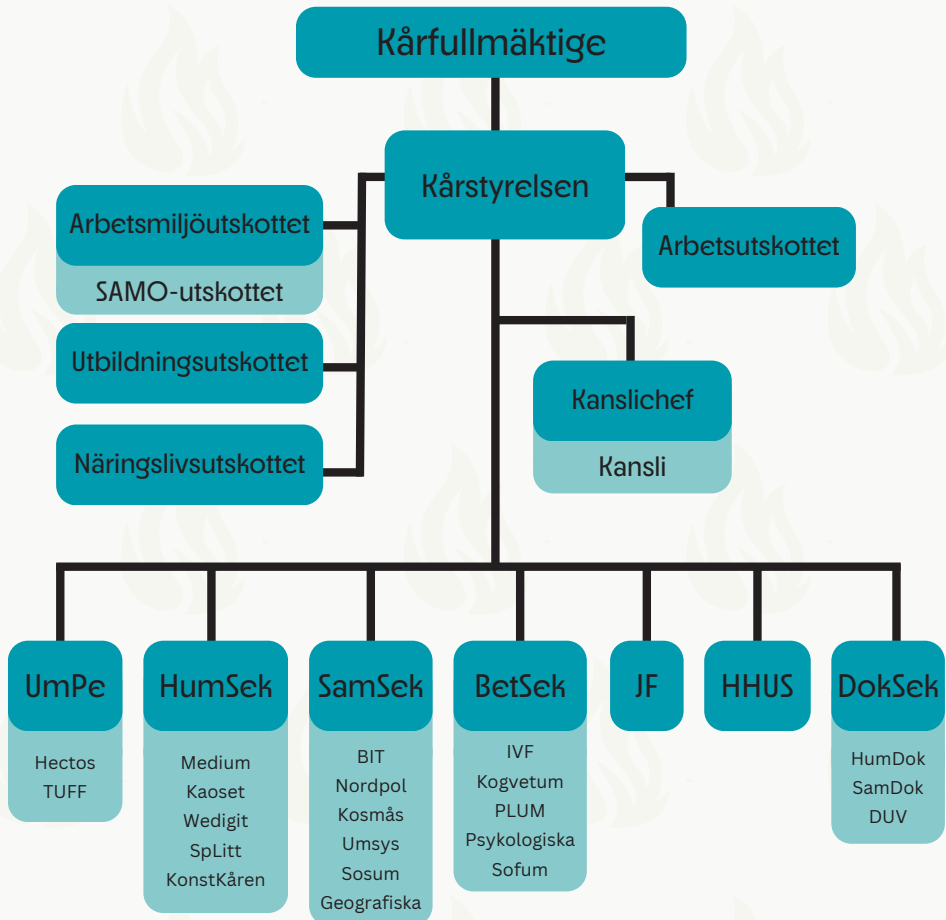 Kårfullmäktige
Kårstyrelsen
Arbetsmiljöutskottet
SAMO-utskottet
Arbetsutskottet
Utbildningsutskottet
Kanslichef
Kansli
Näringslivsutskottet
UmPe
Hectos
TUFF
HumSek
Medium
Kaoset
Wedigit
SpLitt
KonstKåren
SamSek
BIT
Nordpol
Kosmås
Umsys
Sosum
Geografiska
BetSek
IVF
Kogvetum
PLUM
Psykologiska
Sofum
JF
HHUS
DokSek
HumDok
SamDok
DUV